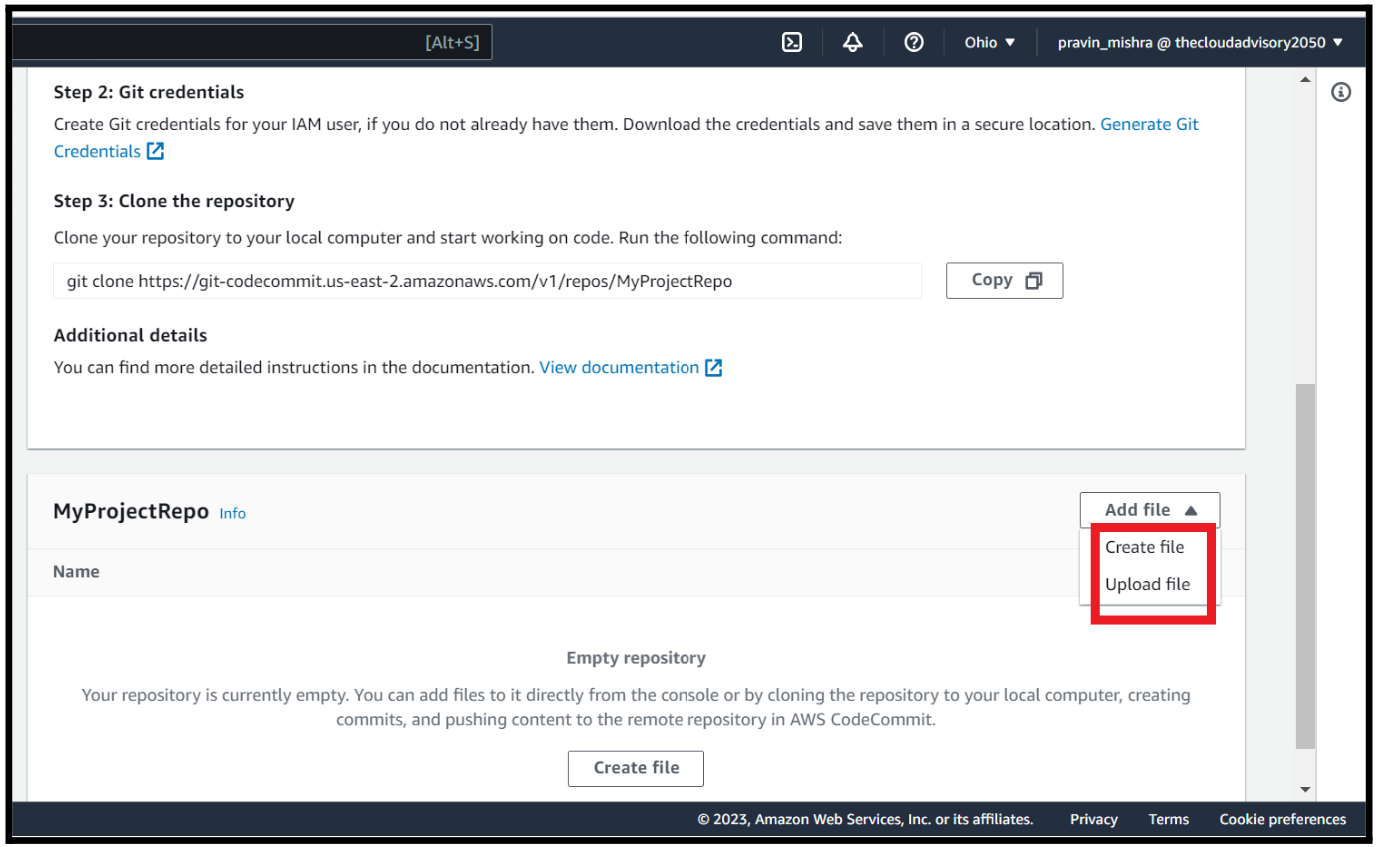 [Alt+S]
Ohio ▼
pravin_mishra @ thecloudadvisory2050 ▼
Step 2: Git credentials
Create Git credentials for your IAM user, if you do not already have them. Download the credentials and save them in a secure location. Generate Git
Credentials
Step 3: Clone the repository
Clone your repository to your local computer and start working on code. Run the following command:
git clone https://git-codecommit.us-east-2.amazonaws.com/v1/repos/MyProjectRepo
Copy
Additional details
You can find more detailed instructions in the documentation. View documentation
MyProjectRepo Info
Add file ▲
Create file
Upload file
Name
Empty repository
Your repository is currently empty. You can add files to it directly from the console or by cloning the repository to your local computer, creating
commits, and pushing content to the remote repository in AWS CodeCommit.
Create file
© 2023, Amazon Web Services, Inc. or its affiliates. Privacy Terms Cookie preferences